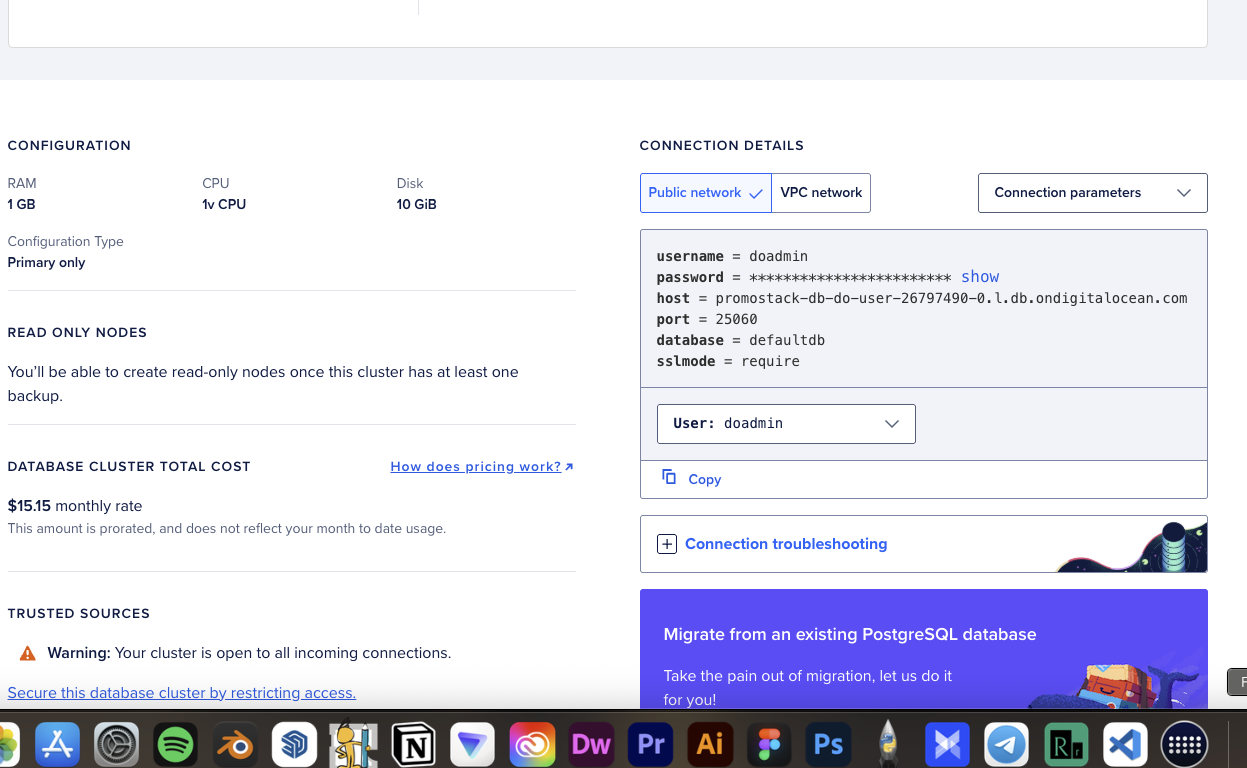 CONFIGURATION
RAM
CPU
Disk
1 GB
1v CPU
10 GiB
Configuration Type
Primary only
READ ONLY NODES
You'll be able to create read-only nodes once this cluster has at least one
backup.
DATABASE CLUSTER TOTAL COST
How does pricing work?
$15.15 monthly rate
This amount is prorated, and does not reflect your month to date usage.
TRUSTED SOURCES
Warning: Your cluster is open to all incoming connections.
Secure this database cluster by restricting access.
CONNECTION DETAILS
Public network
VPC network
Connection parameters
username = doadmin
password = ************************ show
host = promostack-db-do-user-26797490-0.l.db.ondigitalocean.com
port = 25060
database = defaultdb
sslmode = require
User: doadmin
Copy
Connection troubleshooting
Migrate from an existing PostgreSQL database
Take the pain out of migration, let us do it
for you!
F
N
Dw
Pr
Ai
Ps
Rr